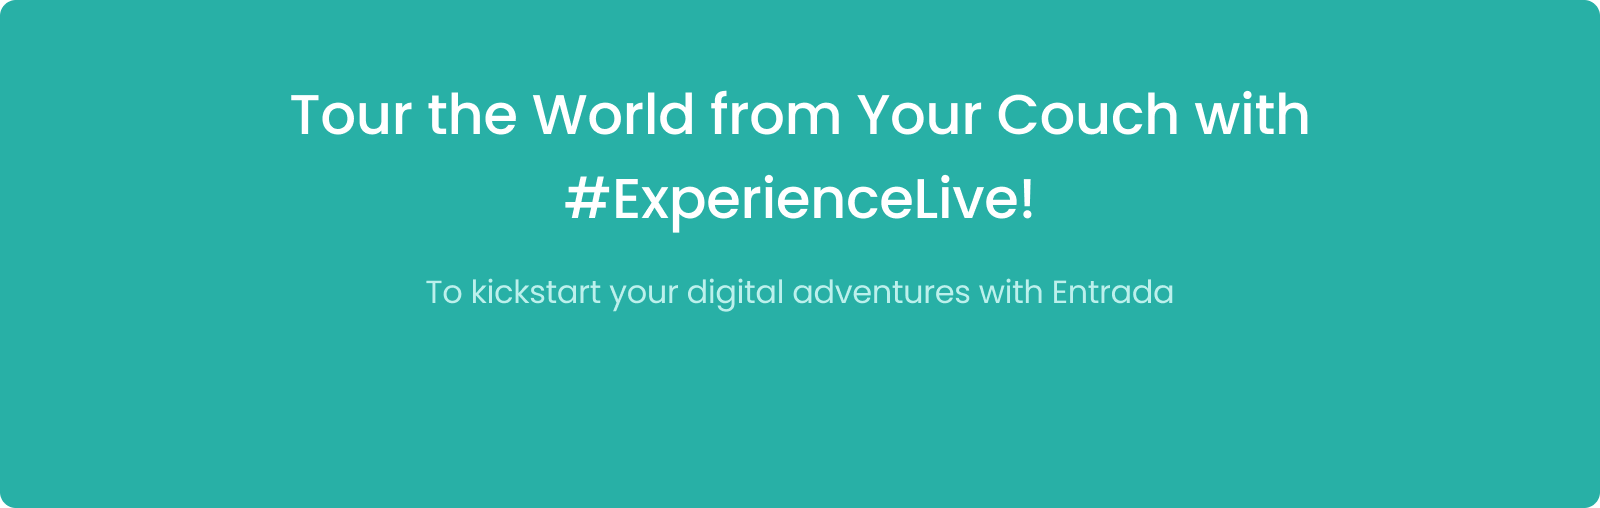 Tour the World from Your Couch with
#ExperienceLive!
To kickstart your digital adventures with Entrada